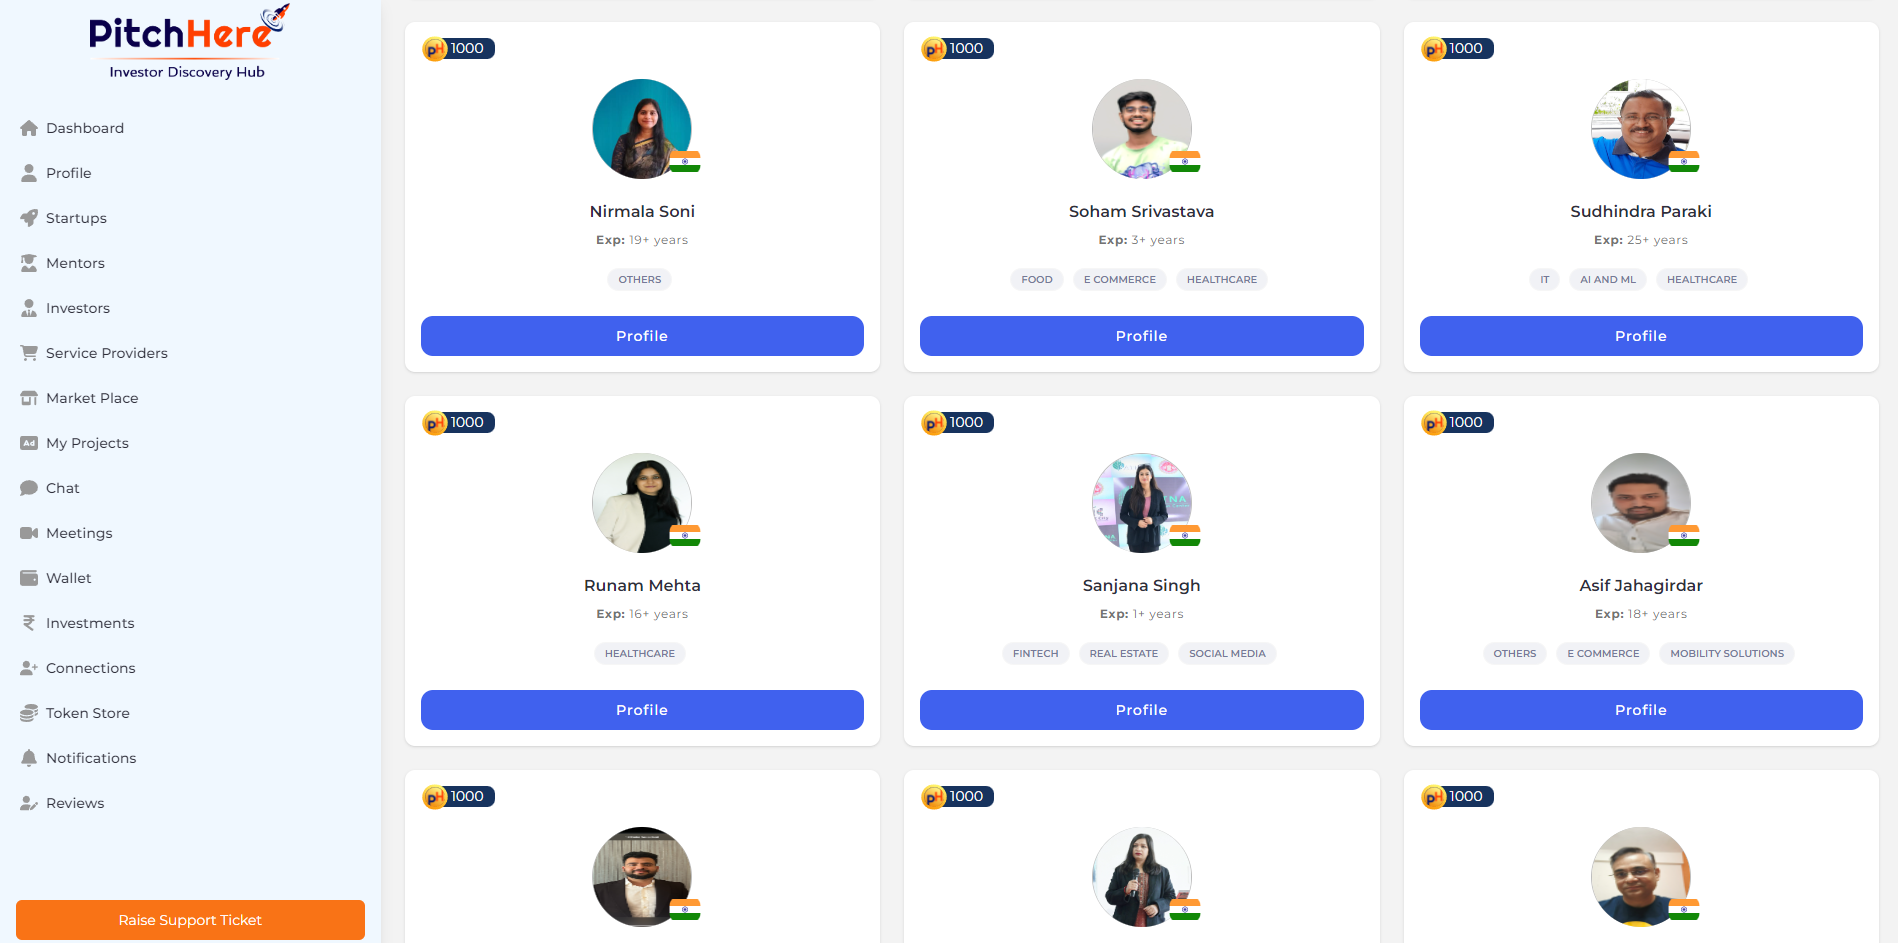 PitchHere
Investor Discovery Hub
Dashboard
Profile
Startups
Mentors
Investors
Service Providers
Market Place
Ad My Projects
Chat
Meetings
Wallet
₹ Investments
Connections
Token Store
Notifications
Reviews
Raise Support Ticket
pH 1000
Nirmala Soni
Exp: 19+ years
OTHERS
Profile
pH 1000
Soham Srivastava
Exp: 3+ years
FOOD E COMMERCE HEALTHCARE
Profile
pH 1000
Sudhindra Paraki
Exp: 25+ years
IT AI AND ML HEALTHCARE
Profile
pH 1000
Runam Mehta
Exp: 16+ years
HEALTHCARE
Profile
pH 1000
Sanjana Singh
Exp: 1+ years
FINTECH REAL ESTATE SOCIAL MEDIA
Profile
pH 1000
Asif Jahagirdar
Exp: 18+ years
OTHERS E COMMERCE MOBILITY SOLUTIONS
Profile
pH 1000
pH 1000
pH 1000